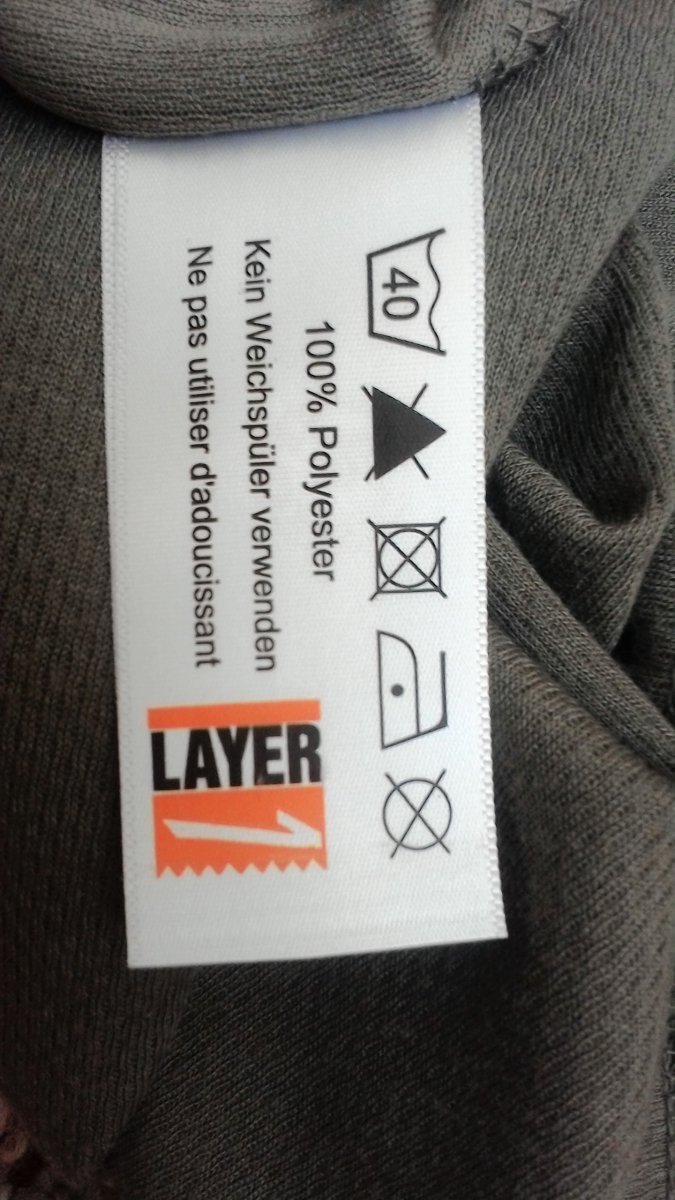 40
100% Polyester
Kein Weichspüler verwenden
Ne pas utiliser d'adoucissant
LAYER
1